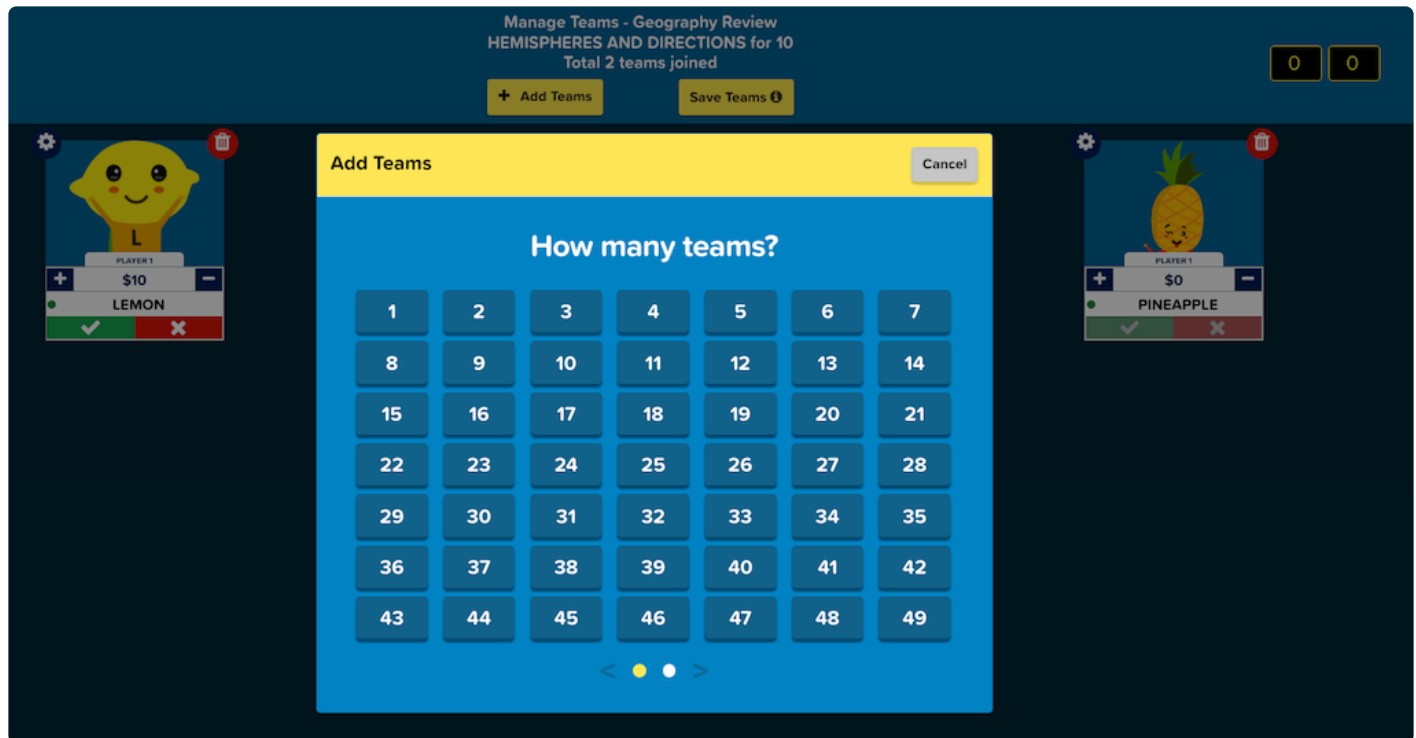 Manage Teams - Geography Review
HEMISPHERES AND DIRECTIONS for 10
Total 2 teams joined
0 0
+ Add Teams
Save Teams
Add Teams
Cancel
How many teams?
1 2 3 4 5 6 7
8 9 10 11 12 13 14
15 16 17 18 19 20 21
22 23 24 25 26 27 28
29 30 31 32 33 34 35
36 37 38 39 40 41 42
43 44 45 46 47 48 49
< >
L
PLAYER 1
+ $10 −
LEMON
PLAYER 1
+ $0 −
PINEAPPLE